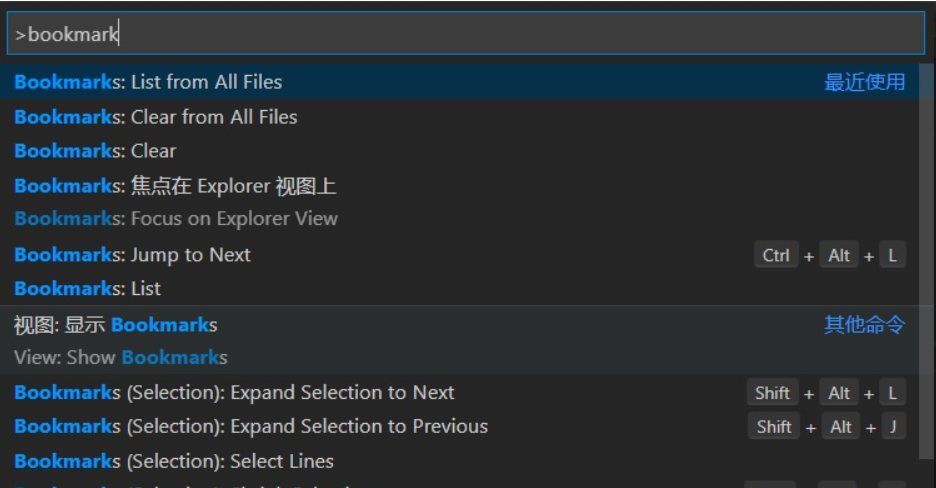 >bookmark
Bookmarks: List from All Files 最近使用
Bookmarks: Clear from All Files
Bookmarks: Clear
Bookmarks: 焦点在 Explorer 视图上
Bookmarks: Focus on Explorer View
Bookmarks: Jump to Next Ctrl + Alt + L
Bookmarks: List
视图: 显示 Bookmarks 其他命令
View: Show Bookmarks
Bookmarks (Selection): Expand Selection to Next Shift + Alt + L
Bookmarks (Selection): Expand Selection to Previous Shift + Alt + J
Bookmarks (Selection): Select Lines